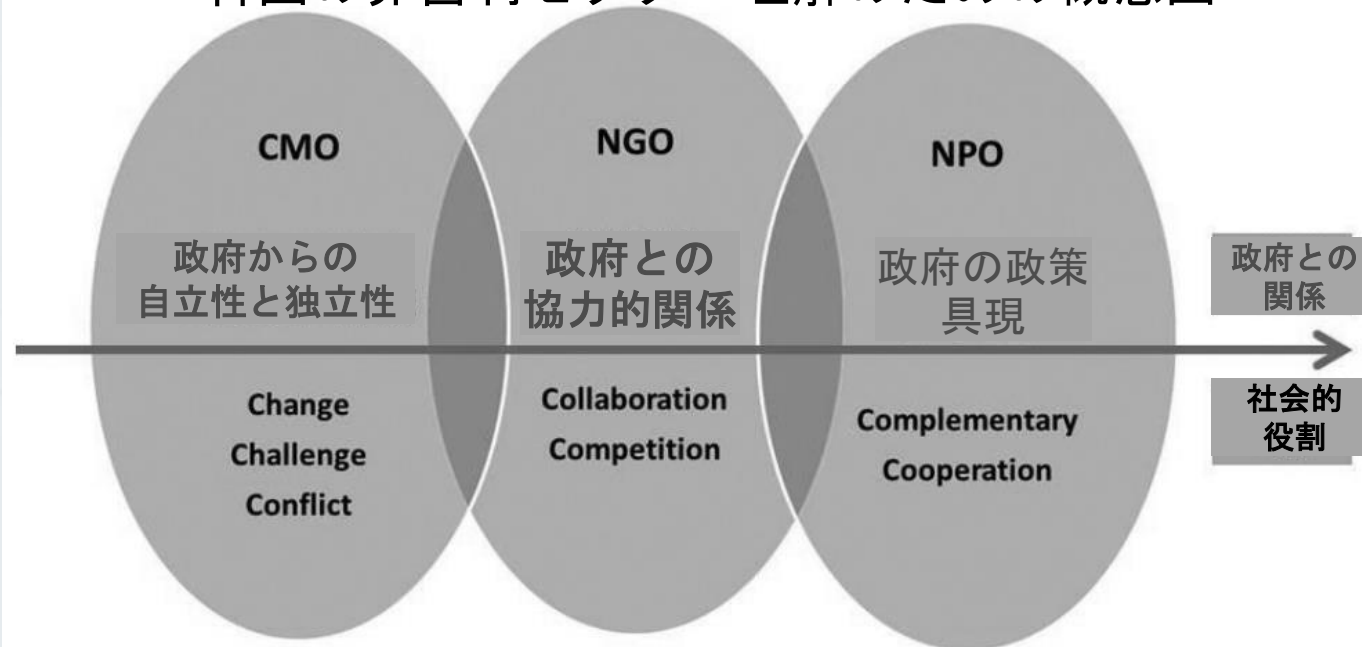 CMO
NGO
NPO
政府からの
自立性と独立性
政府との
協力的関係
政府の政策
具現
政府との
関係
Change
Challenge
Conflict
Collaboration
Competition
Complementary
Cooperation
社会的
役割